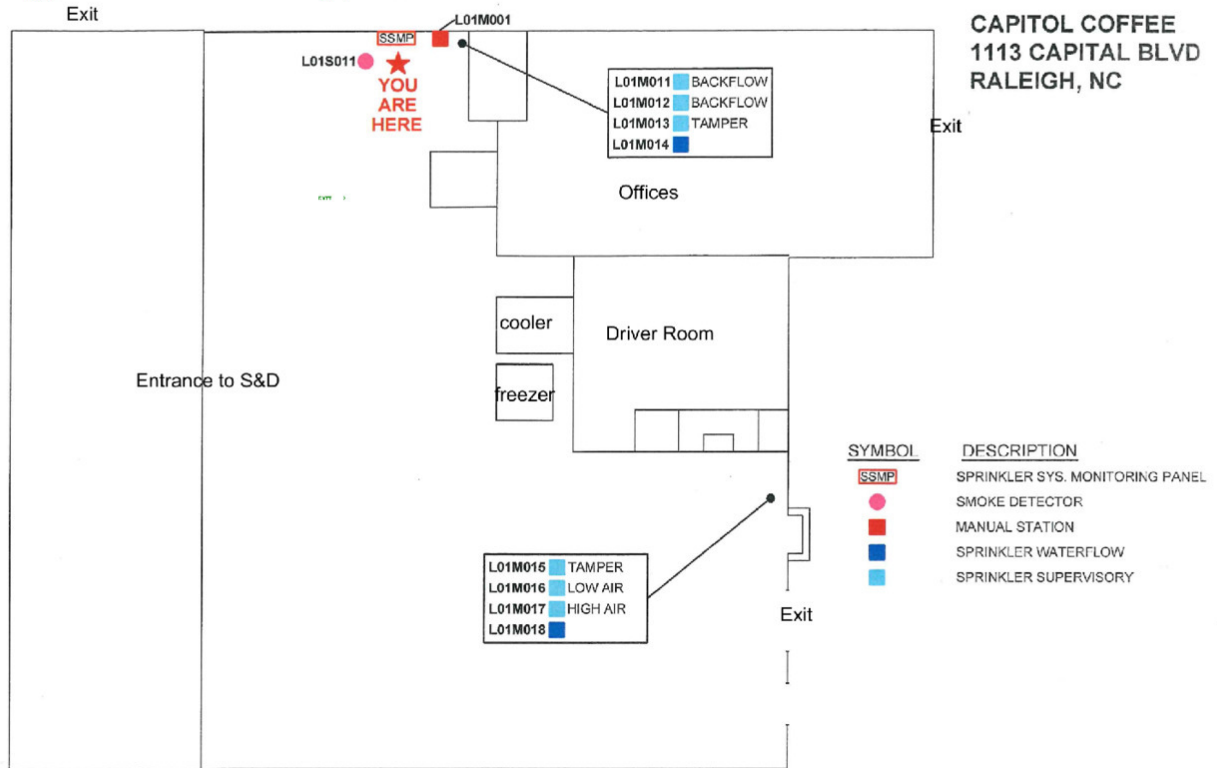 Exit
L01M001
CAPITOL COFFEE
1113 CAPITAL BLVD
RALEIGH, NC
SSMP
L01S011
YOU
ARE
HERE
L01M011 BACKFLOW
L01M012 BACKFLOW
L01M013 TAMPER
L01M014
Exit
Offices
cooler
Driver Room
Entrance to S&D
freezer
SYMBOL DESCRIPTION
SSMP SPRINKLER SYS. MONITORING PANEL
SMOKE DETECTOR
MANUAL STATION
SPRINKLER WATERFLOW
SPRINKLER SUPERVISORY
L01M015 TAMPER
L01M016 LOW AIR
L01M017 HIGH AIR
L01M018
Exit